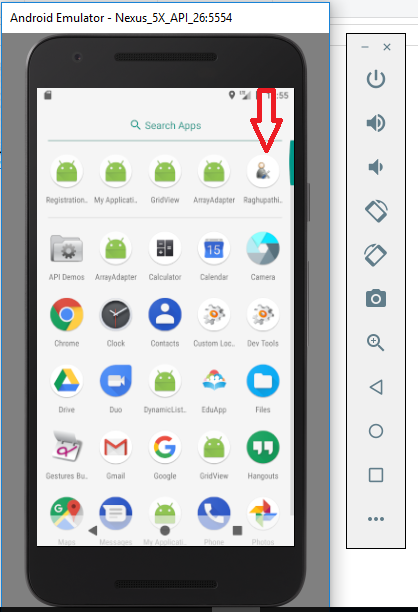 Android Emulator - Nexus_5X_API_26:5554
LTE
:55
Search Apps
Registration.. My Applicati.. GridView ArrayAdapter Raghupathi..
15
API Demos ArrayAdapter Calculator Calendar Camera
Chrome Clock Contacts Custom Loc.. Dev Tools
Drive Duo DynamicList.. EduApp Files
Gestures Bu.. Gmail Google GridView Hangouts
Maps Messages My Applicati.. Phone Photos